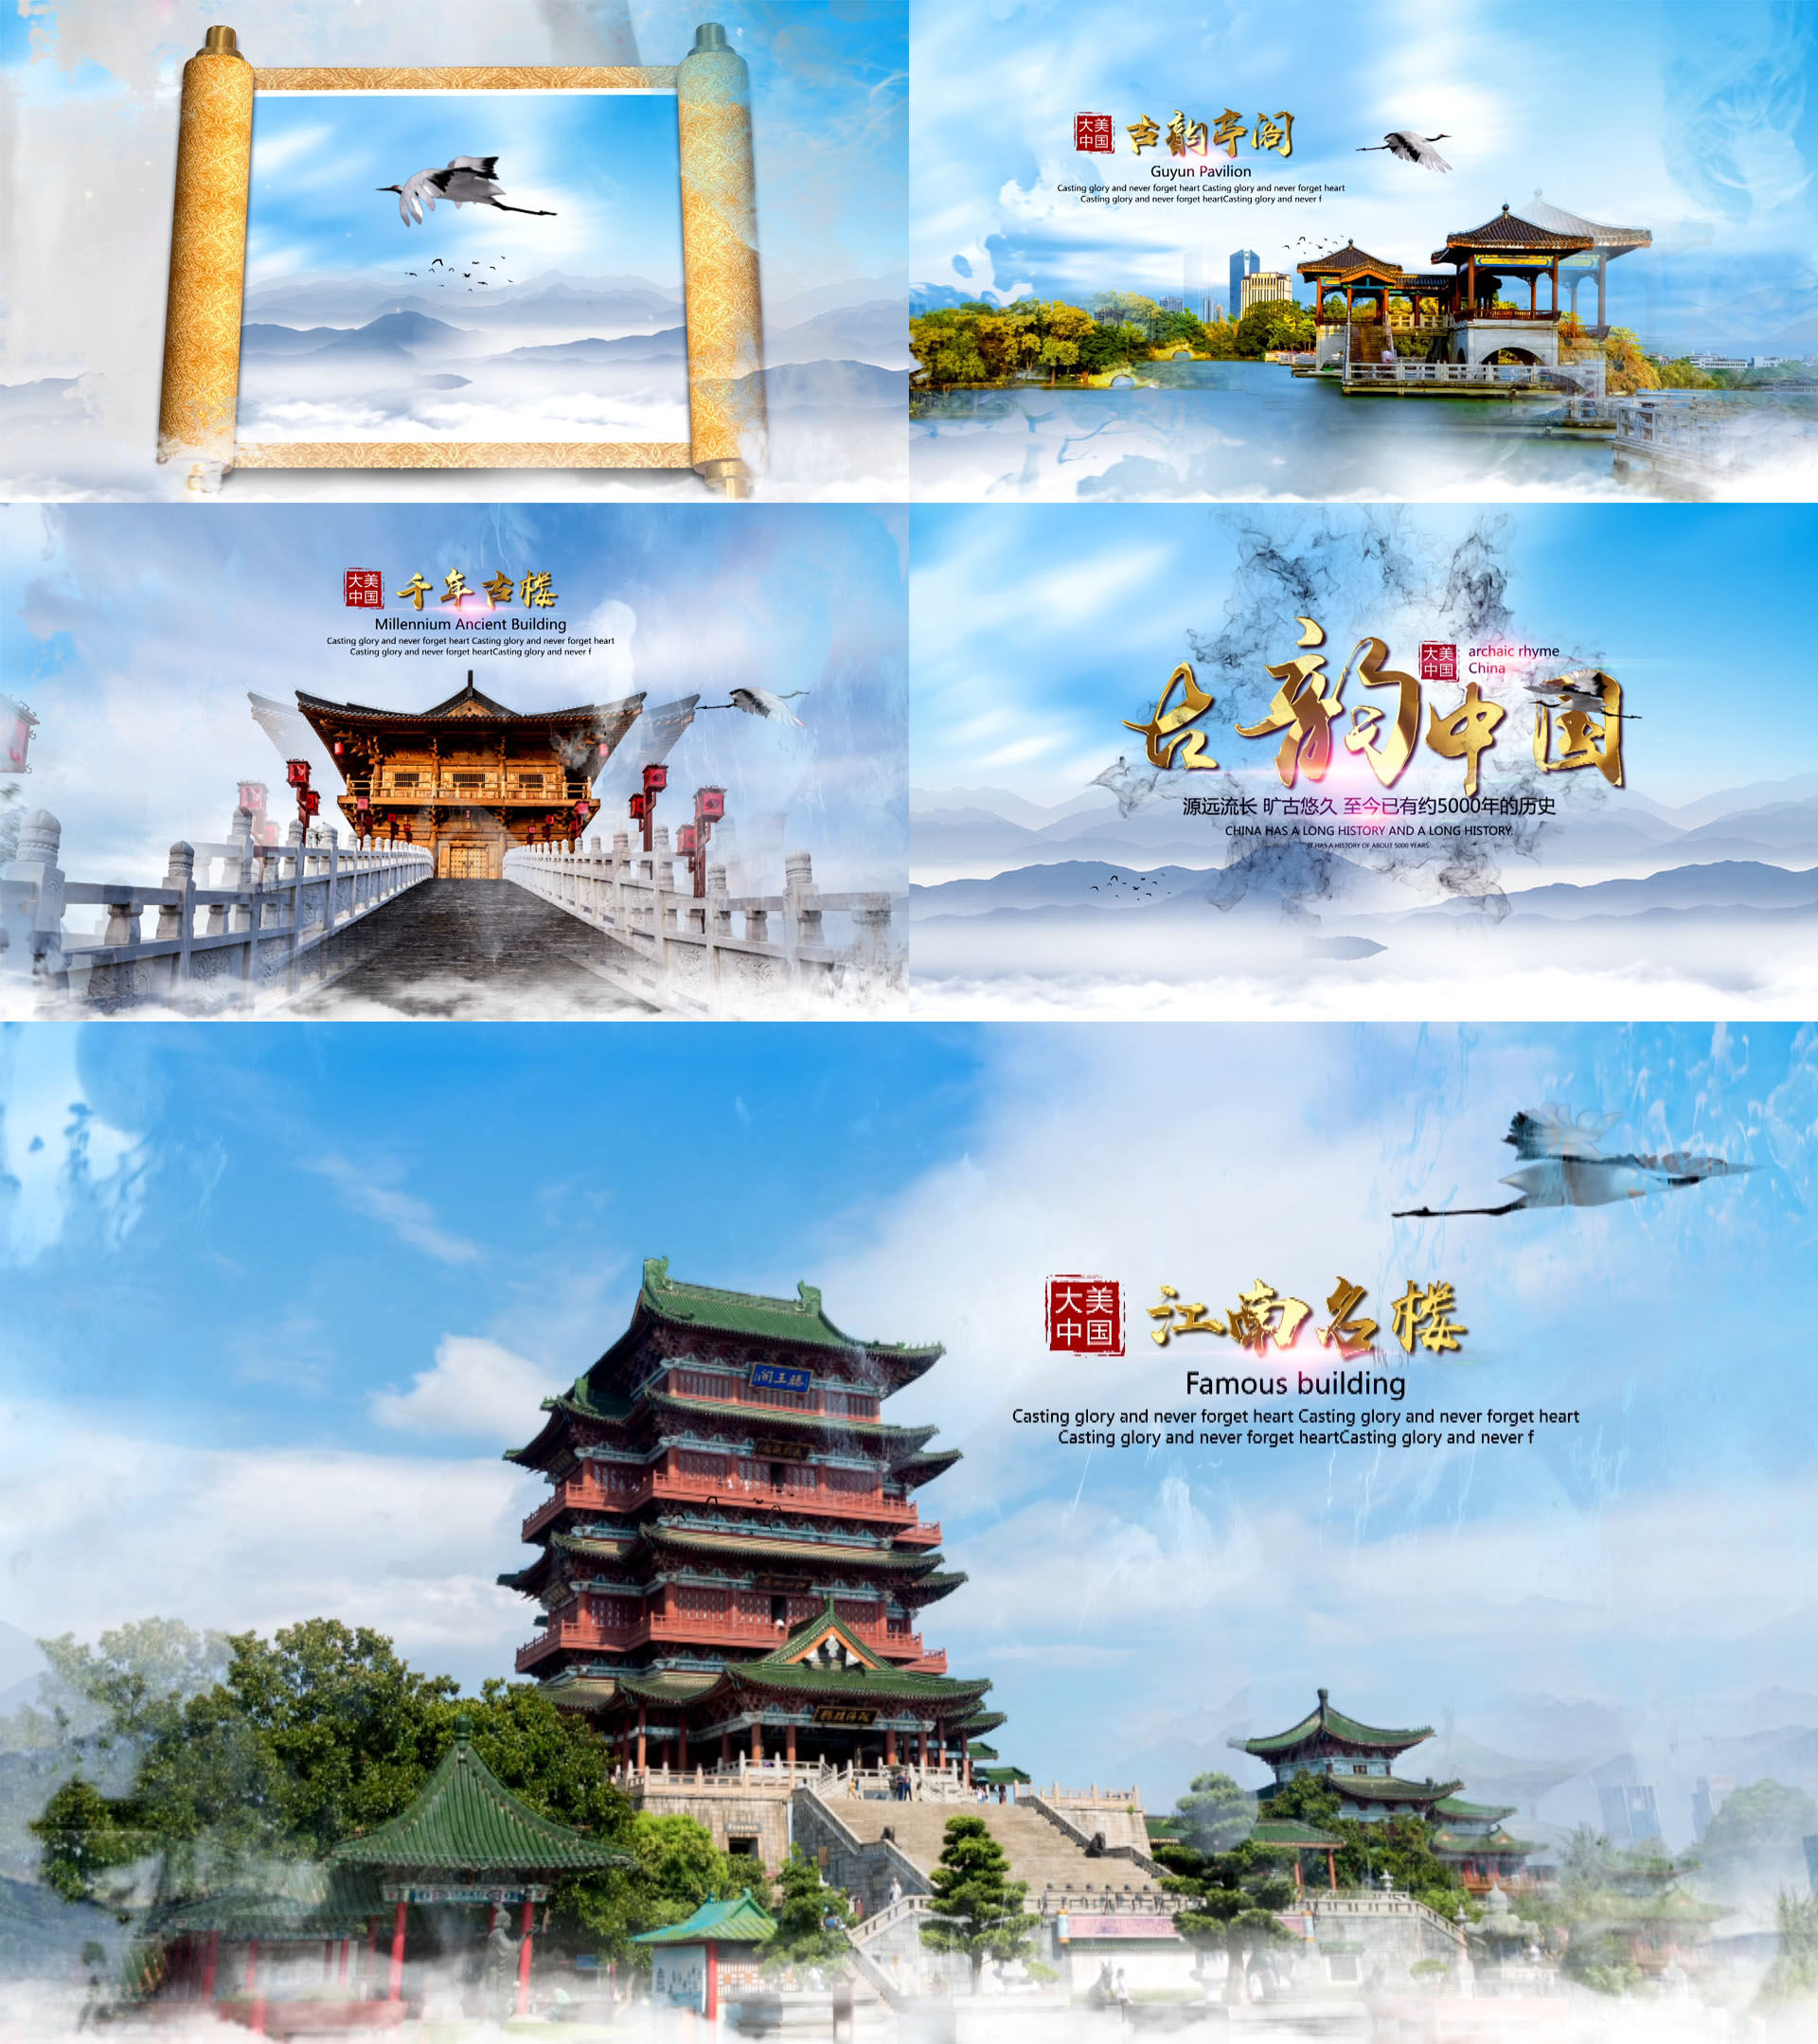 大美
中国
古韵亭阁
Guyun Pavilion
Casting glory and never forget heart Casting glory and never forget heart
Casting glory and never forget heartCasting glory and never f
大美
中国
千年古楼
Millennium Ancient Building
Casting glory and never forget heart Casting glory and never forget heart
Casting glory and never forget heartCasting glory and never f
古韵中国
大美
中国
archaic rhyme
China
源远流长 旷古悠久 至今已有约5000年的历史
CHINA HAS A LONG HISTORY AND A LONG HISTORY.
IT HAS A HISTORY OF ABOUT 5000 YEARS.
大美
中国
江南名楼
Famous building
Casting glory and never forget heart Casting glory and never forget heart
Casting glory and never forget heartCasting glory and never f
閣王滕